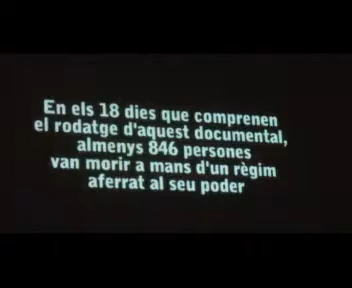 En els 18 dies que comprenen
el rodatge d'aquest documental,
almenys 846 persones
van morir a mans d'un règim
aferrat al seu poder